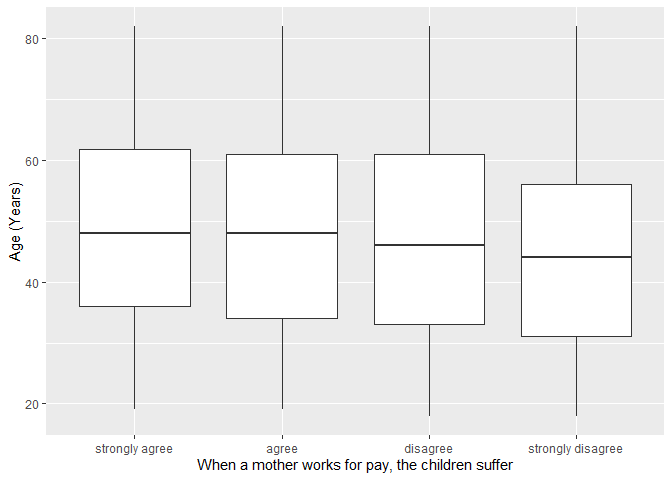 80
60
40
20
Age (Years)
strongly agree
agree
disagree
strongly disagree
When a mother works for pay, the children suffer